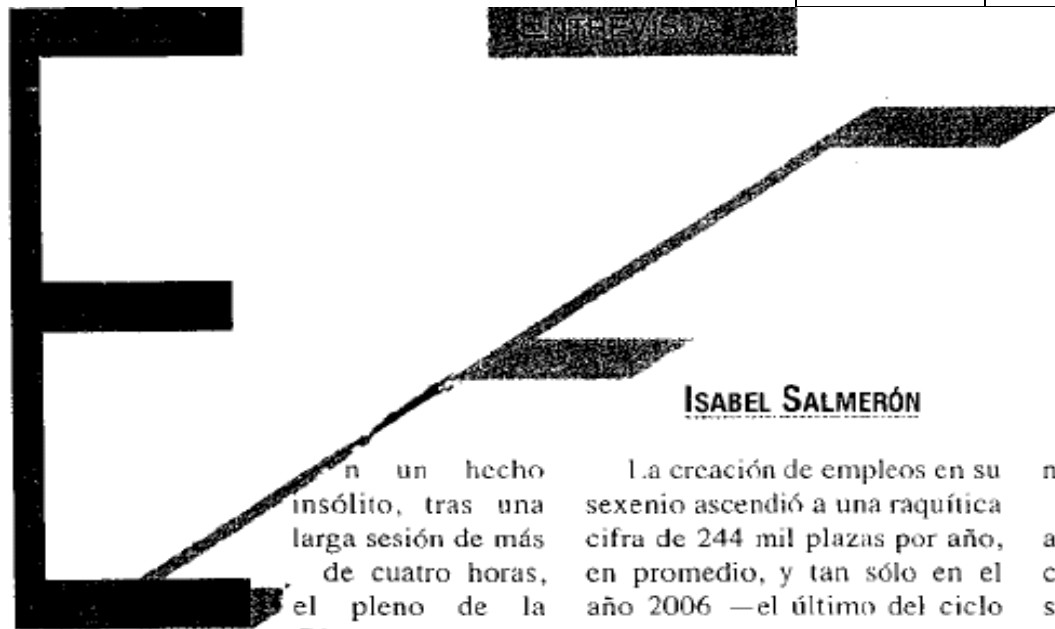 ENTREVISTA
ISABEL SALMERÓN
En un hecho
insólito, tras una
larga sesión de más
de cuatro horas,
el pleno de la
La creación de empleos en su
sexenio ascendió a una raquítica
cifra de 244 mil plazas por año,
en promedio, y tan sólo en el
año 2006 —el último del ciclo